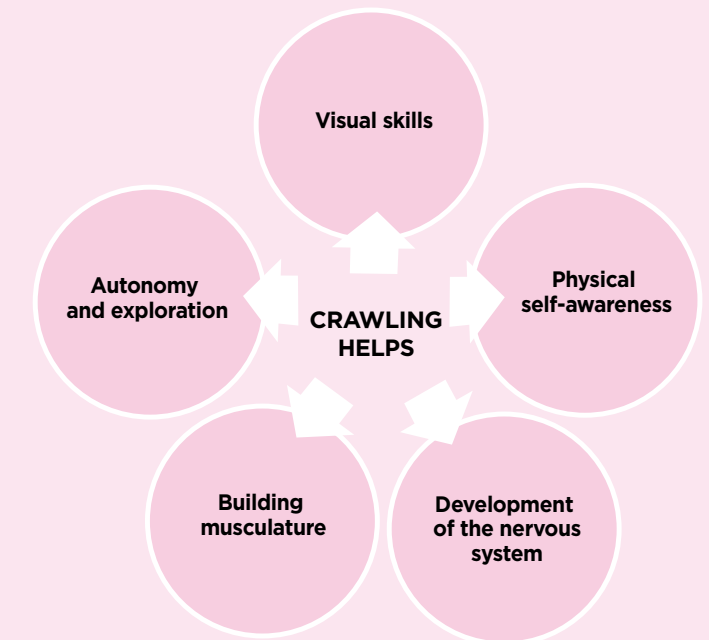 Visual skills
Autonomy
and exploration
Physical
self-awareness
CRAWLING
HELPS
Building
musculature
Development
of the nervous
system